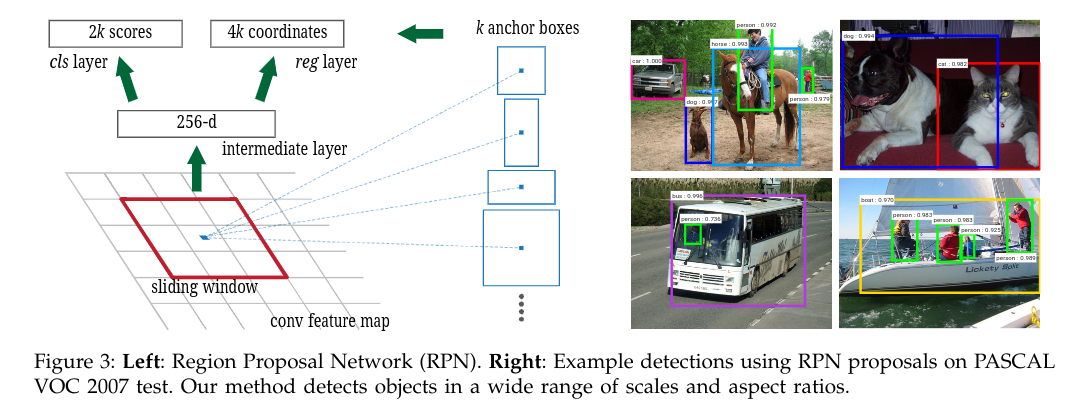 2k scores
4k coordinates
k anchor boxes
cls layer
reg layer
256-d
intermediate layer
sliding window
conv feature map
person : 0.992
horse : 0.993
car : 1.000
dog : 0.997
person : 0.979
dog : 0.994
cat : 0.982
bus : 0.996
person : 0.736
boat : 0.970
person : 0.983
person : 0.983
person : 0.925
person : 0.989
Lickety Split
Figure 3: Left: Region Proposal Network (RPN). Right: Example detections using RPN proposals on PASCAL
VOC 2007 test. Our method detects objects in a wide range of scales and aspect ratios.